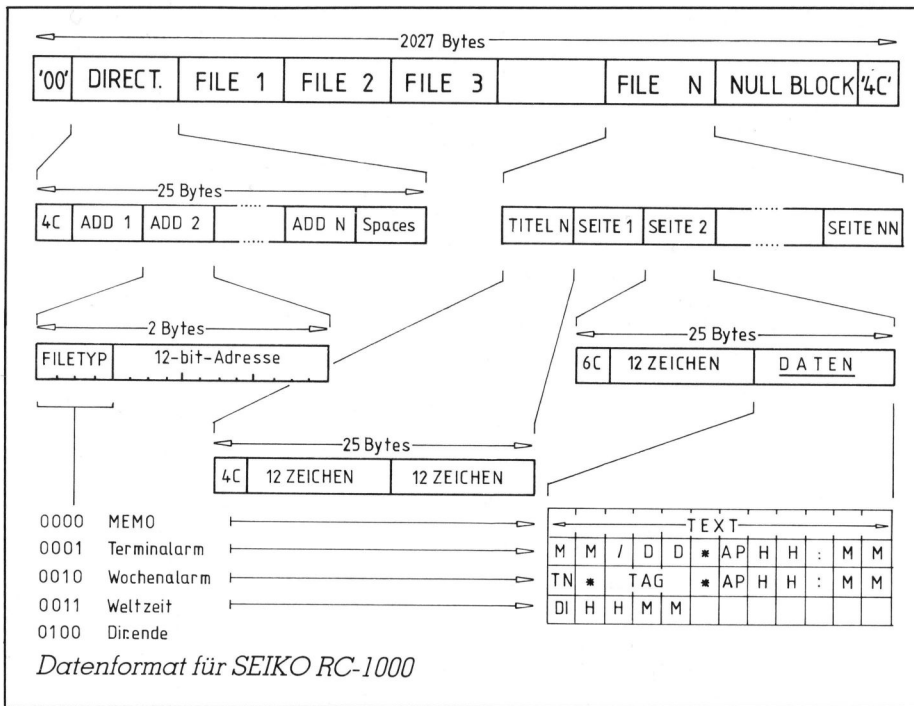 2027 Bytes
'00' DIRECT. FILE 1 FILE 2 FILE 3 FILE N NULL BLOCK '4C'
25 Bytes
4C ADD 1 ADD 2 ..... ADD N Spaces
TITEL N SEITE 1 SEITE 2 ..... SEITE NN
2 Bytes
FILETYP 12-bit-Adresse
25 Bytes
6C 12 ZEICHEN DATEN
25 Bytes
4C 12 ZEICHEN 12 ZEICHEN
0000 MEMO
0001 Terminalarm
0010 Wochenalarm
0011 Weltzeit
0100 Dir.ende
TEXT
M M / D D * AP H H : M M
TN * TAG * AP H H : M M
DI H H M M
Datenformat für SEIKO RC-1000